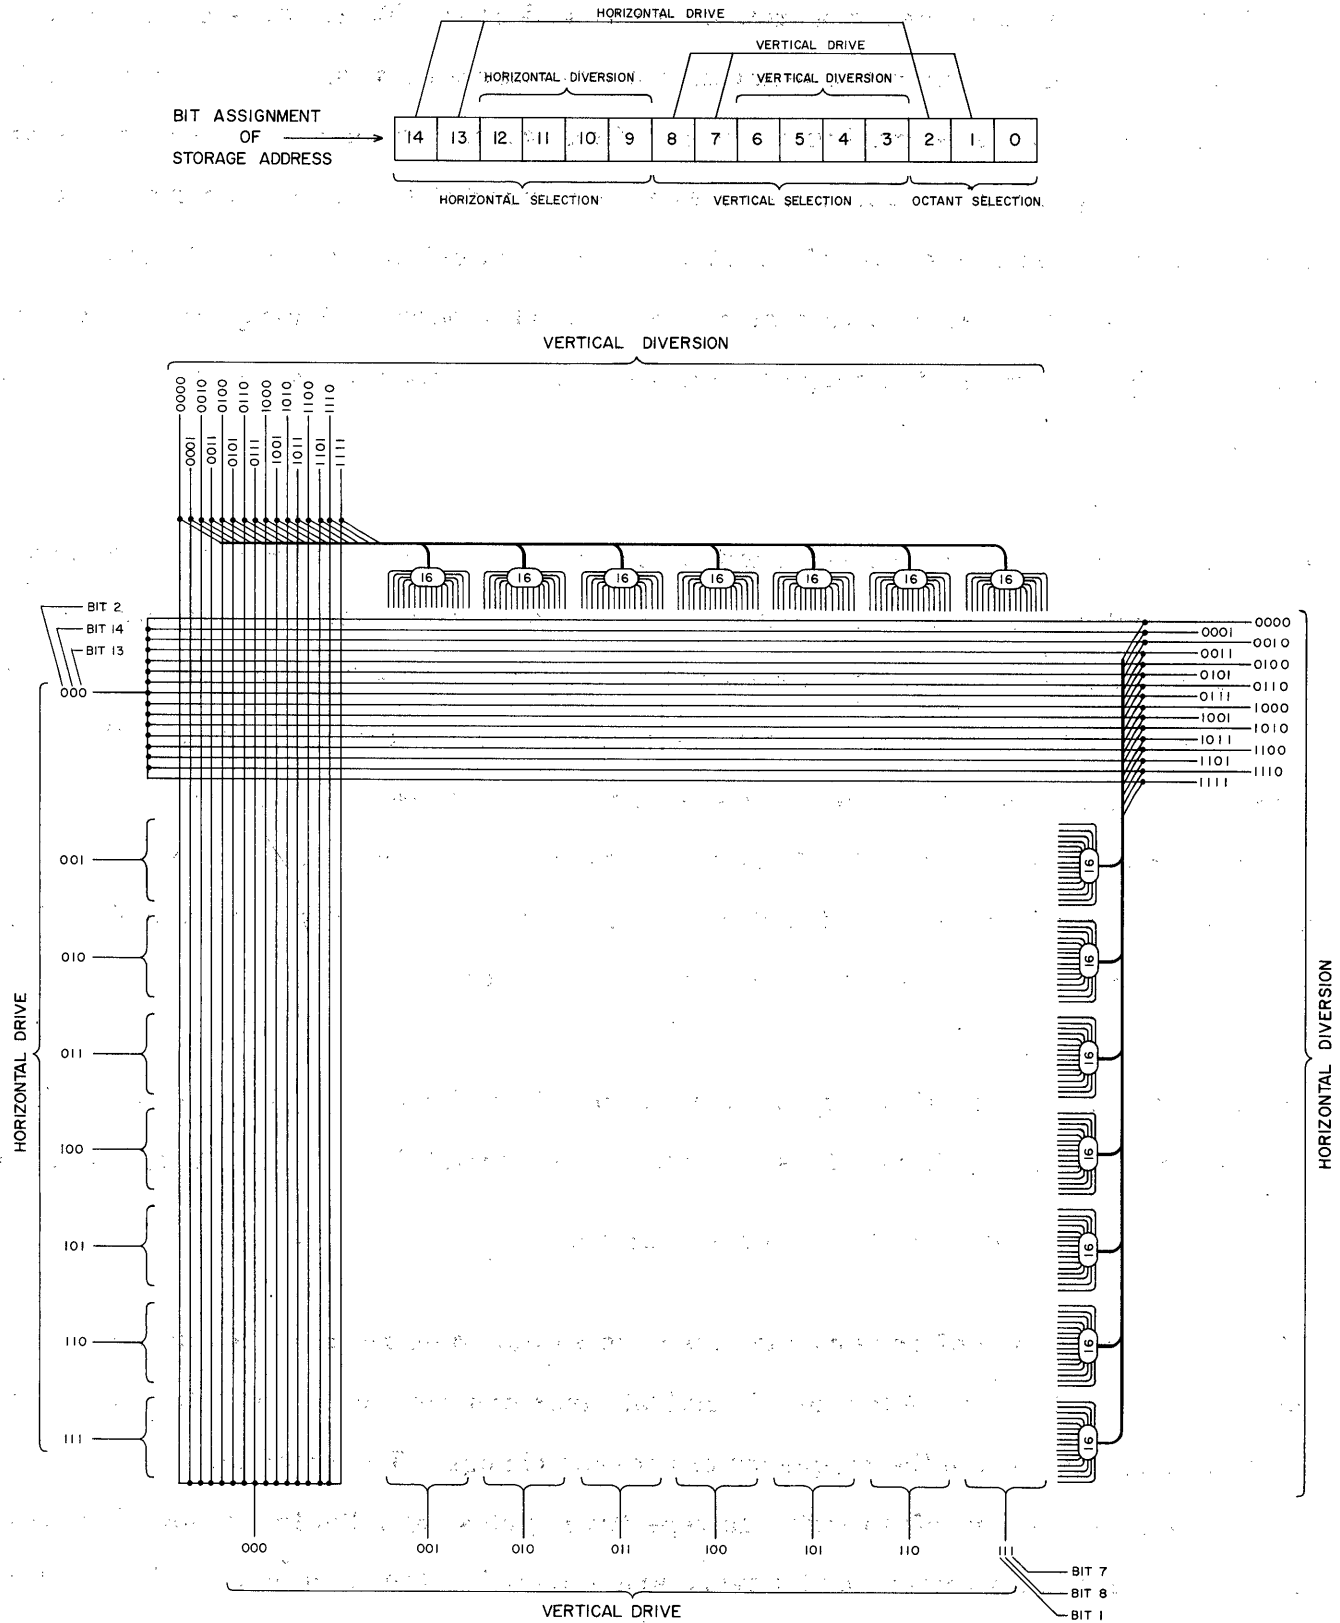 HORIZONTAL DRIVE
VERTICAL DRIVE
HORIZONTAL DIVERSION
VERTICAL DIVERSION
BIT ASSIGNMENT
OF
STORAGE ADDRESS
14 13 12 11 10 9 8 7 6 5 4 3 2 1 0
HORIZONTAL SELECTION
VERTICAL SELECTION
OCTANT SELECTION
VERTICAL DIVERSION
0000
0010
0100
0110
1000
1010
1100
1110
0001
0011
0101
0111
1001
1011
1101
1111
16 16 16 16 16 16 16
BIT 2
BIT 14
BIT 13
000
0000
0001
0010
0011
0100
0101
0110
0111
1000
1001
1010
1011
1100
1101
1110
1111
001
16
010
16
011
16
100
16
101
16
110
16
111
16
HORIZONTAL DRIVE
HORIZONTAL DIVERSION
000 001 010 011 100 101 110 111
BIT 7
BIT 8
BIT 1
VERTICAL DRIVE